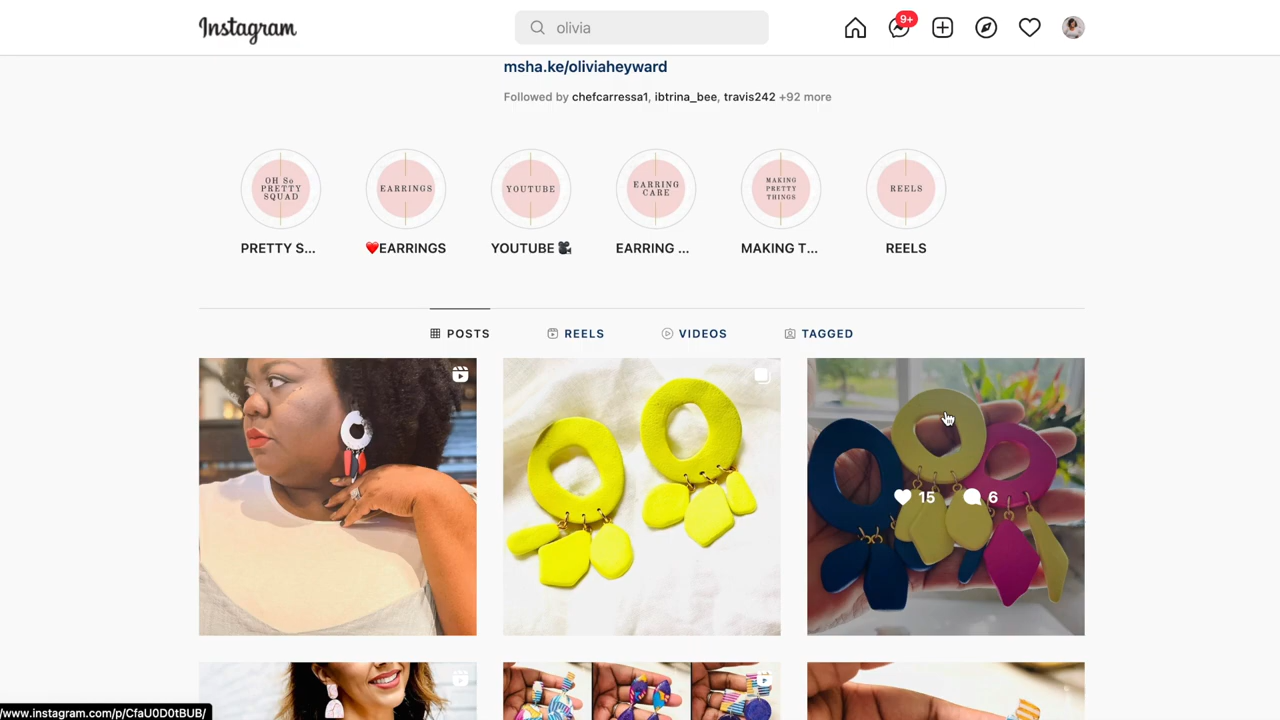 Instagram
olivia
9+
msha.ke/oliviaheyward
Followed by chefcarressa1, ibtrina_bee, travis242 +92 more
OH So
PRETTY
SQUAD
EARRINGS
YOUTUBE
EARRING
CARE
MAKING
PRETTY
THINGS
REELS
PRETTY S...
❤️EARRINGS
YOUTUBE 🎥
EARRING ...
MAKING T...
REELS
POSTS
REELS
VIDEOS
TAGGED
15
6
/www.instagram.com/p/CfaU0D0tBUB/